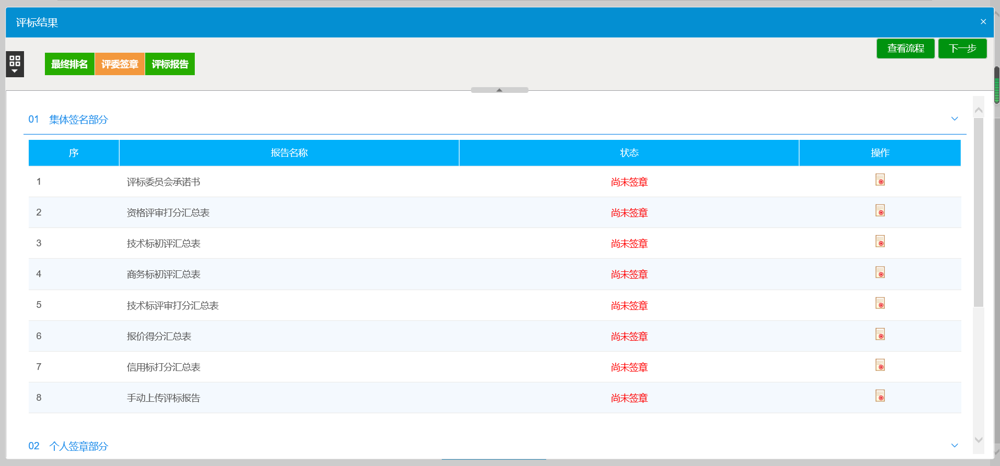 评标结果
×
查看流程 下一步
最终排名 评委签章 评标报告
01 集体签名部分
序 报告名称 状态 操作
1 评标委员会承诺书 尚未签章
2 资格评审打分汇总表 尚未签章
3 技术标初评汇总表 尚未签章
4 商务标初评汇总表 尚未签章
5 技术标评审打分汇总表 尚未签章
6 报价得分汇总表 尚未签章
7 信用标打分汇总表 尚未签章
8 手动上传评标报告 尚未签章
02 个人签章部分